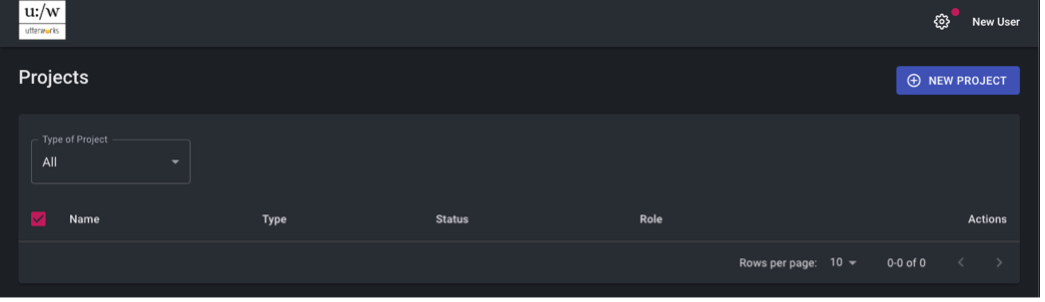 u:/w
utterworks
New User
Projects
NEW PROJECT
Type of Project
All
Name Type Status Role Actions
Rows per page: 10 0-0 of 0